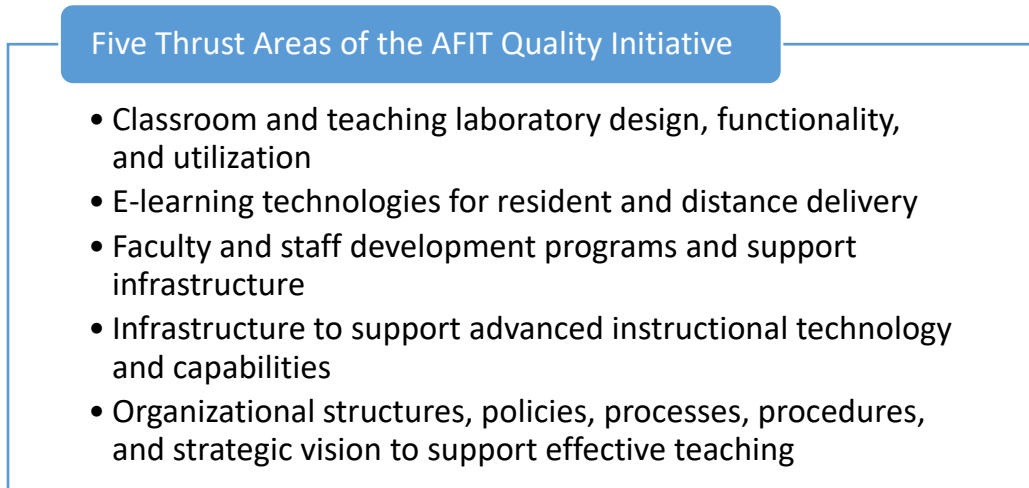 Five Thrust Areas of the AFIT Quality Initiative
• Classroom and teaching laboratory design, functionality,
and utilization
• E-learning technologies for resident and distance delivery
• Faculty and staff development programs and support
infrastructure
• Infrastructure to support advanced instructional technology
and capabilities
• Organizational structures, policies, processes, procedures,
and strategic vision to support effective teaching